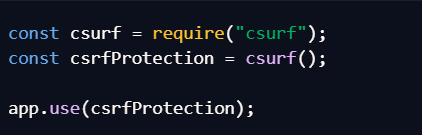 const csurf = require("csurf");
const csrfProtection = csurf();
app.use(csrfProtection);